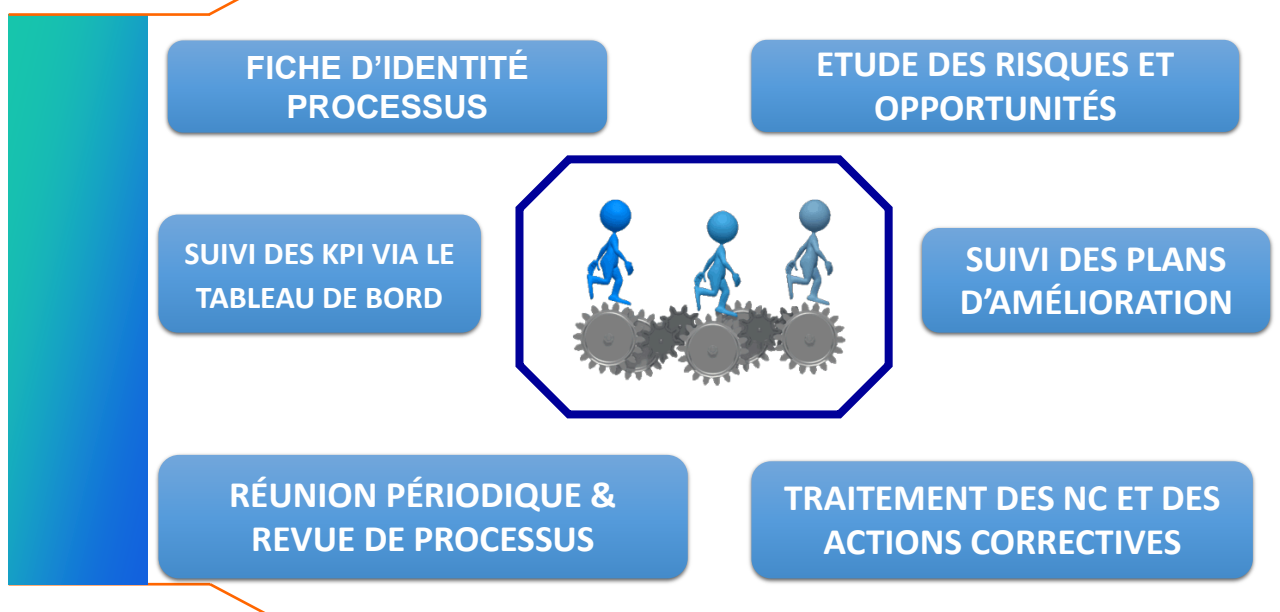 FICHE D’IDENTITÉ
PROCESSUS
ETUDE DES RISQUES ET
OPPORTUNITÉS
SUIVI DES KPI VIA LE
TABLEAU DE BORD
SUIVI DES PLANS
D’AMÉLIORATION
RÉUNION PÉRIODIQUE &
REVUE DE PROCESSUS
TRAITEMENT DES NC ET DES
ACTIONS CORRECTIVES